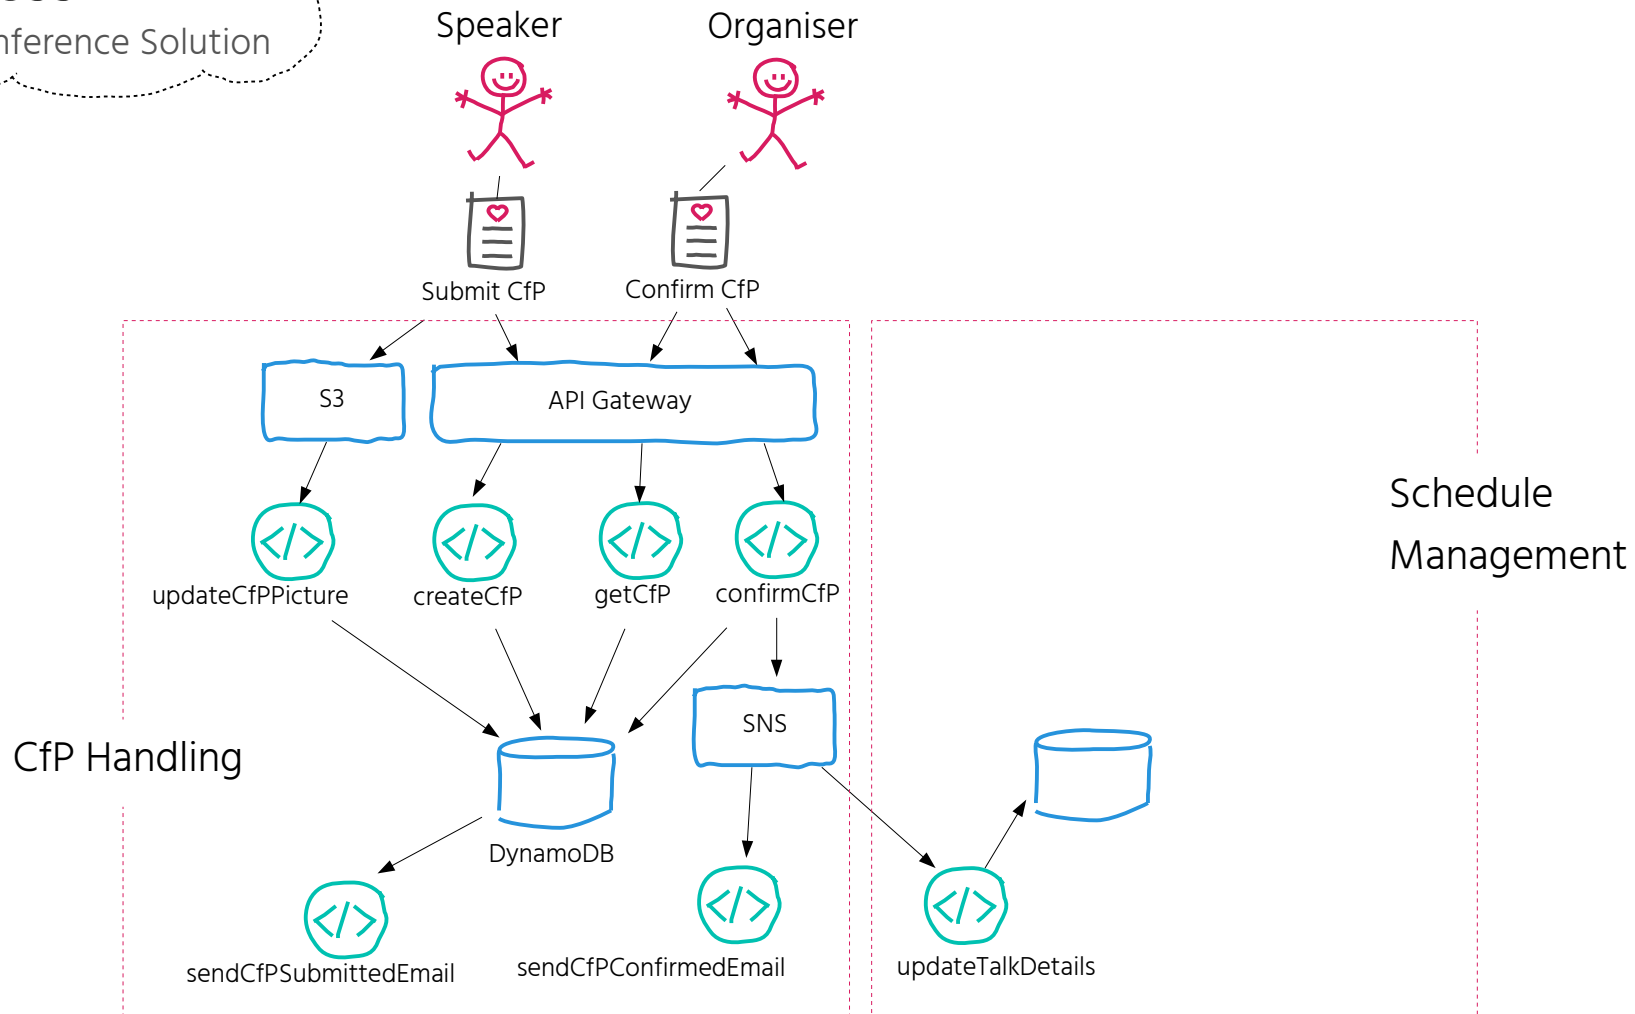 Speaker
Organiser
Conference Solution
Submit CfP
Confirm CfP
S3
API Gateway
Schedule
Management
updateCfPPicture
createCfP
getCfP
confirmCfP
SNS
CfP Handling
DynamoDB
sendCfPSubmittedEmail
sendCfPConfirmedEmail
updateTalkDetails